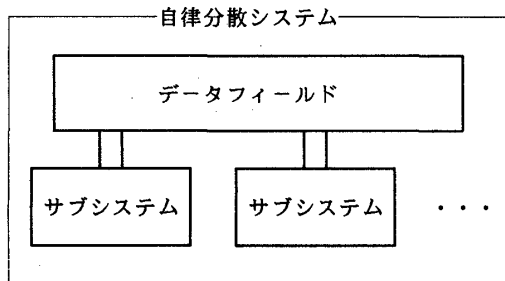 自律分散システム
データフィールド
サブシステム
サブシステム
・・・